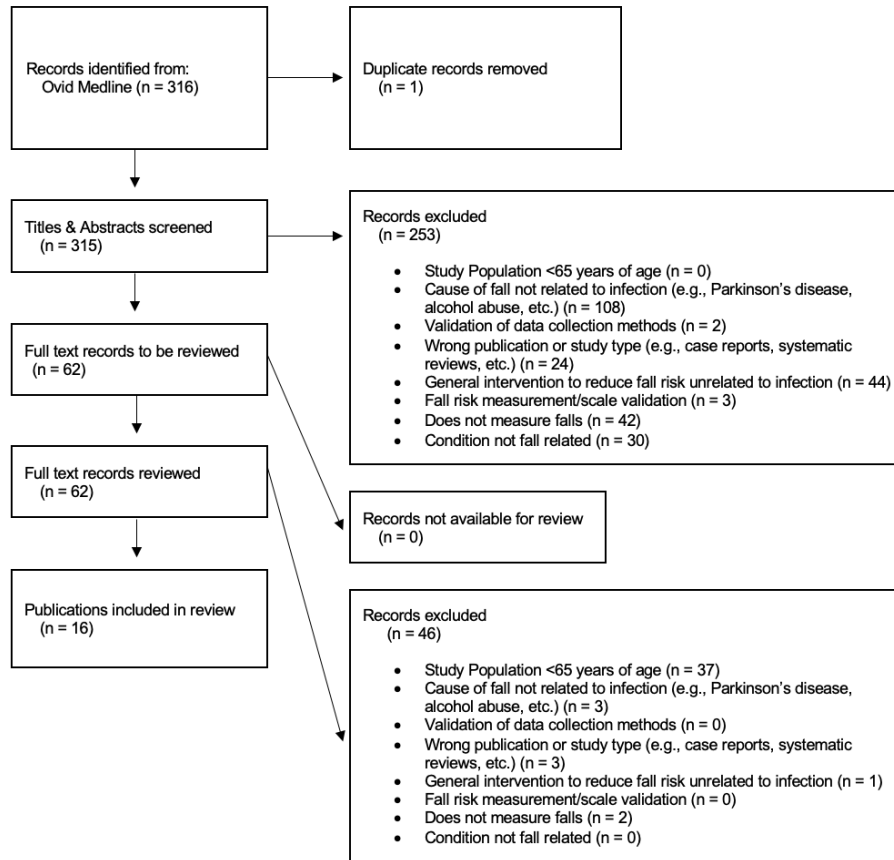 Records identified from:
Ovid Medline (n = 316)
Duplicate records removed
(n = 1)
Titles & Abstracts screened
(n = 315)
Records excluded
(n = 253)
• Study Population <65 years of age (n = 0)
• Cause of fall not related to infection (e.g., Parkinson's disease,
alcohol abuse, etc.) (n = 108)
• Validation of data collection methods (n = 2)
• Wrong publication or study type (e.g., case reports, systematic
reviews, etc.) (n = 24)
• General intervention to reduce fall risk unrelated to infection (n = 44)
• Fall risk measurement/scale validation (n = 3)
• Does not measure falls (n = 42)
• Condition not fall related (n = 30)
Full text records to be reviewed
(n = 62)
Full text records reviewed
(n = 62)
Records not available for review
(n = 0)
Publications included in review
(n = 16)
Records excluded
(n = 46)
• Study Population <65 years of age (n = 37)
• Cause of fall not related to infection (e.g., Parkinson's disease,
alcohol abuse, etc.) (n = 3)
• Validation of data collection methods (n = 0)
• Wrong publication or study type (e.g., case reports, systematic
reviews, etc.) (n = 3)
• General intervention to reduce fall risk unrelated to infection (n = 1)
• Fall risk measurement/scale validation (n = 0)
• Does not measure falls (n = 2)
• Condition not fall related (n = 0)